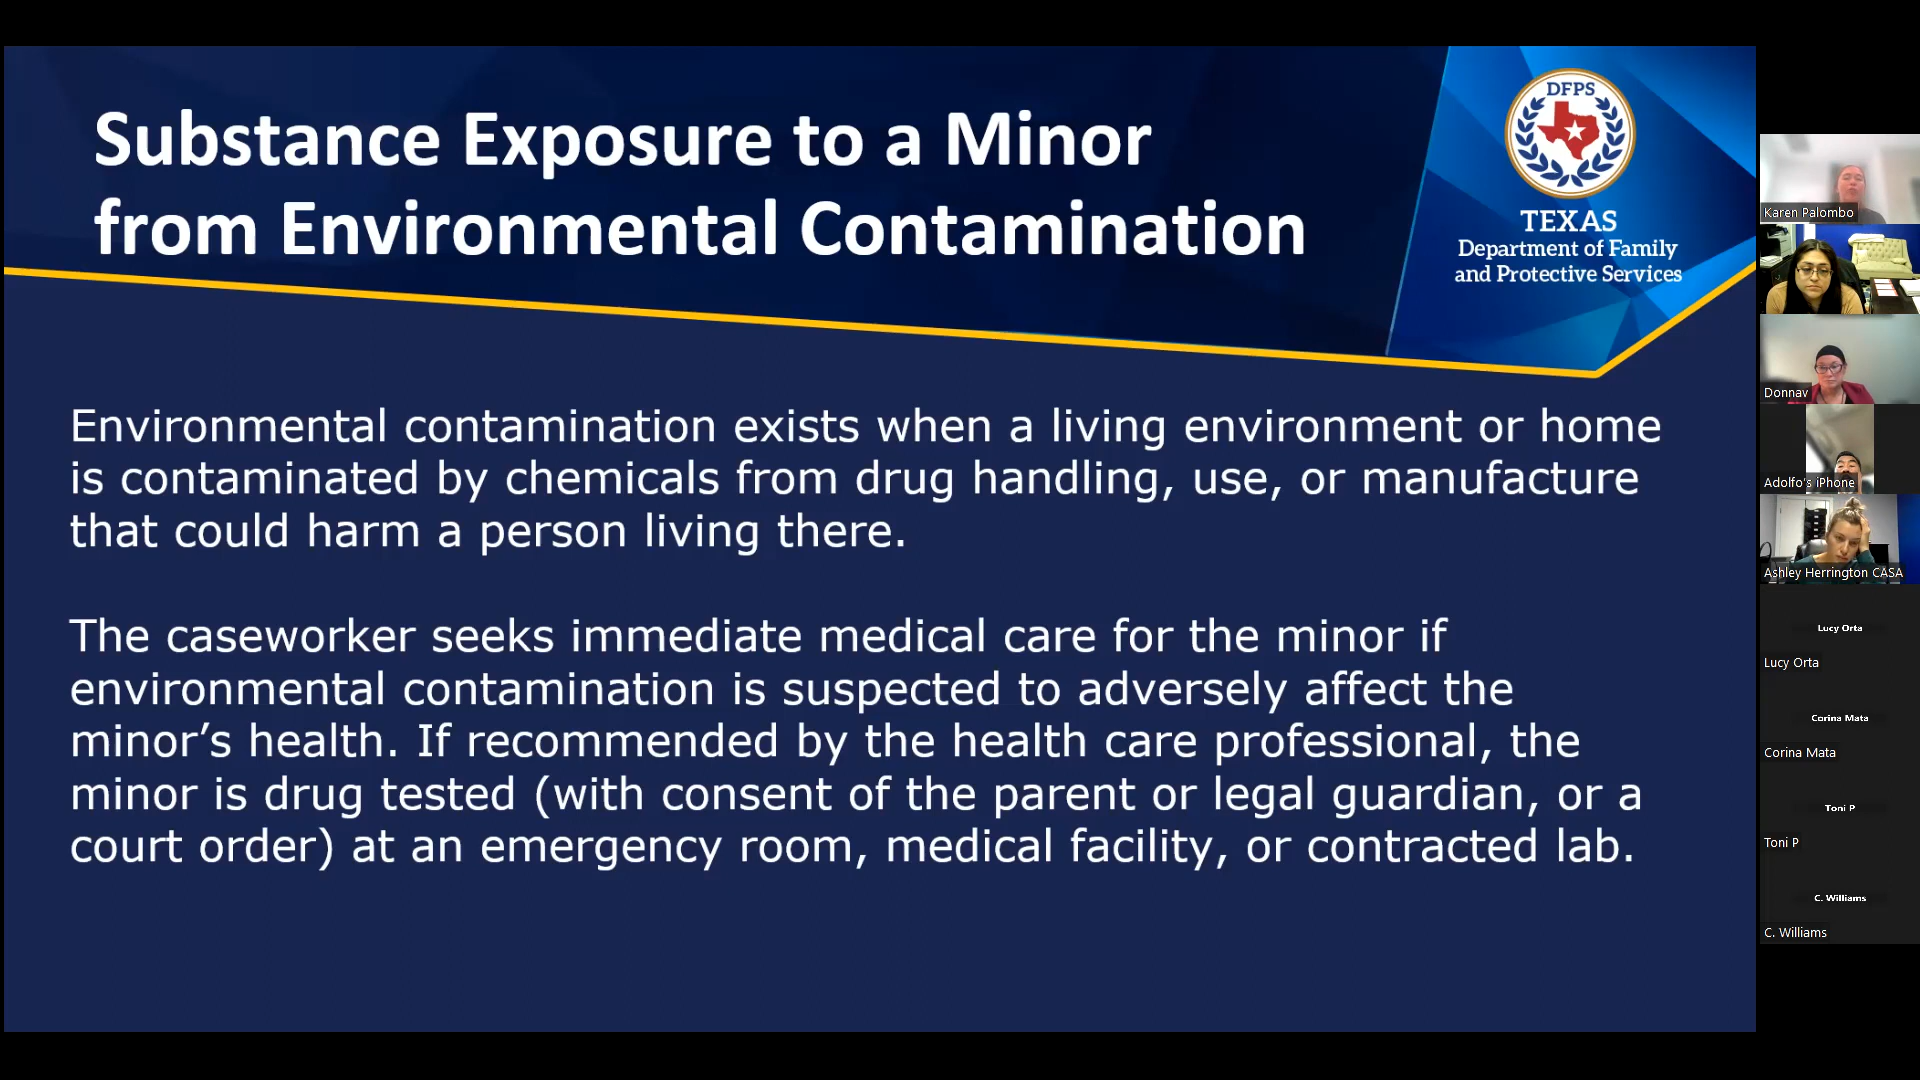 Substance Exposure to a Minor
from Environmental Contamination
DFPS
TEXAS
Department of Family
and Protective Services
Environmental contamination exists when a living environment or home
is contaminated by chemicals from drug handling, use, or manufacture
that could harm a person living there.
The caseworker seeks immediate medical care for the minor if
environmental contamination is suspected to adversely affect the
minor’s health. If recommended by the health care professional, the
minor is drug tested (with consent of the parent or legal guardian, or a
court order) at an emergency room, medical facility, or contracted lab.
Karen Palombo
Donnav
Adolfo's iPhone
Ashley Herrington CASA
Lucy Orta
Lucy Orta
Corina Mata
Corina Mata
Toni P
Toni P
C. Williams
C. Williams